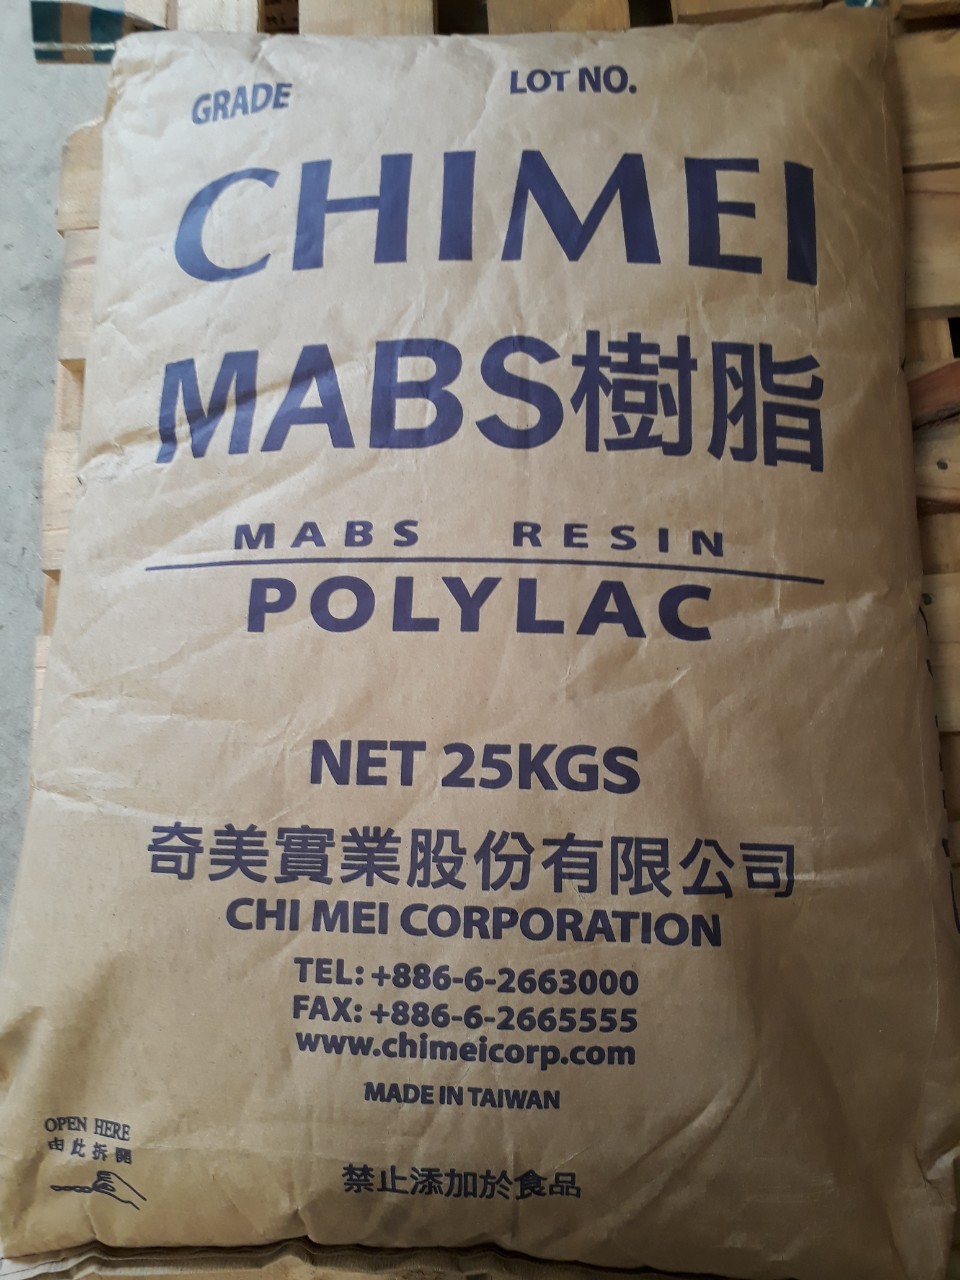 GRADE LOT NO.
CHIMEI
MABS樹脂
MABS RESIN
POLYLAC
NET 25KGS
奇美實業股份有限公司
CHI MEI CORPORATION
TEL: +886-6-2663000
FAX: +886-6-2665555
www.chimeicorp.com
MADE IN TAIWAN
OPEN HERE
由此拆開
禁止添加於食品